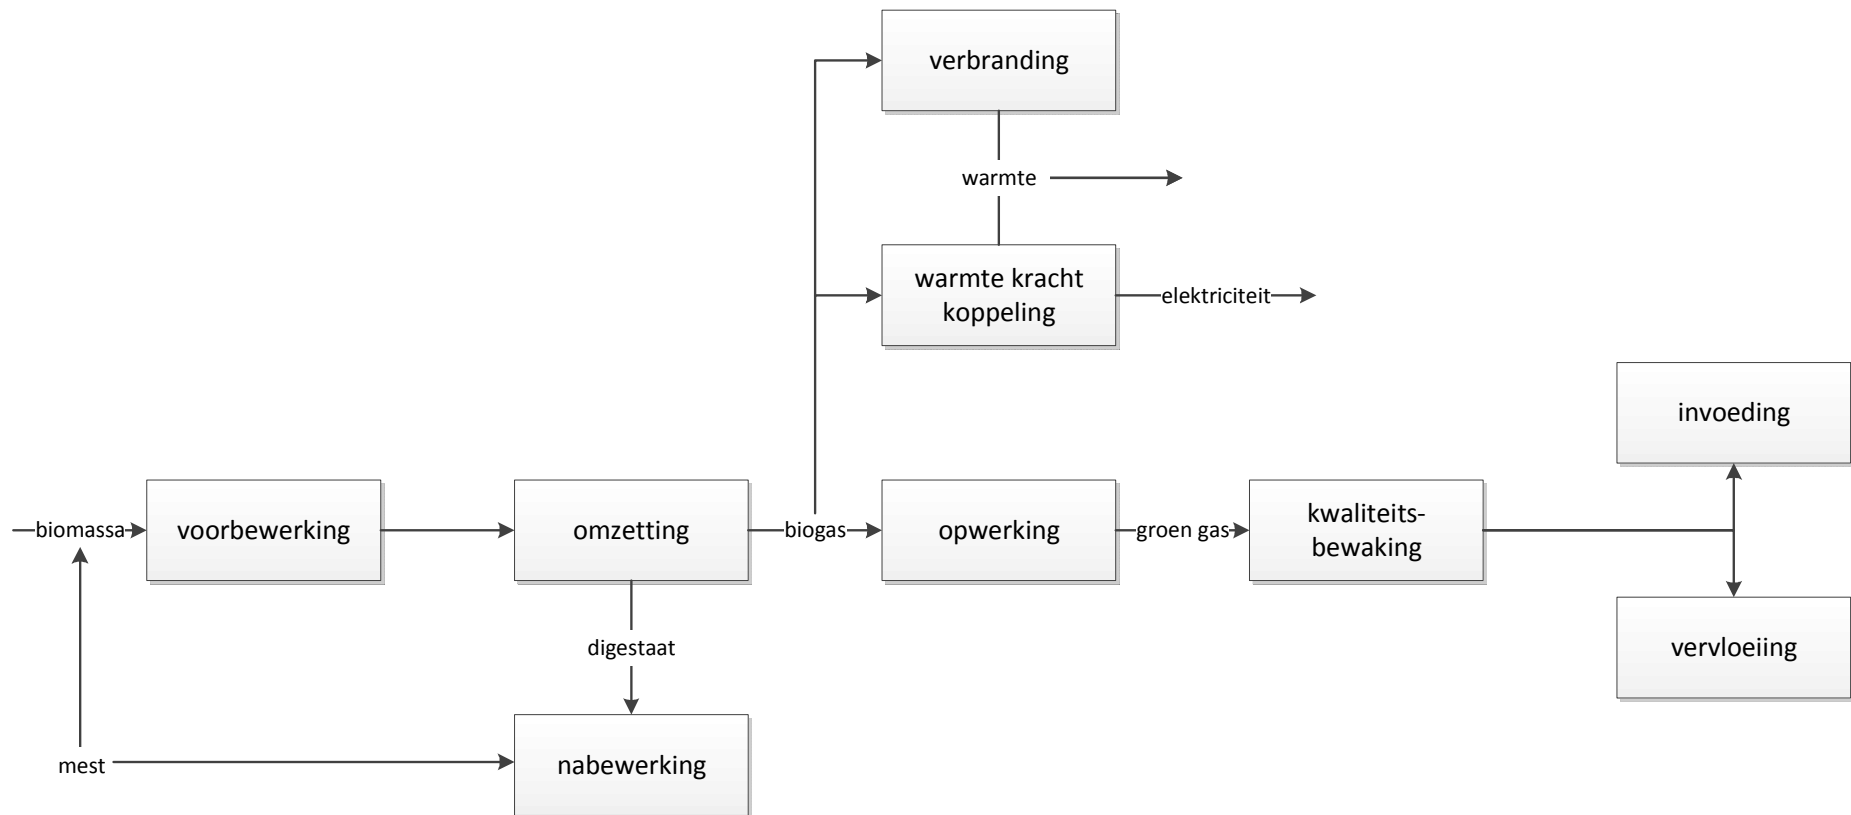 verbranding
warmte
warmte kracht
koppeling
elektriciteit
invoeding
biomassa
voorbewerking
omzetting
biogas
opwerking
groen gas
kwaliteits-
bewaking
digestaat
vervloeiing
mest
nabewerking